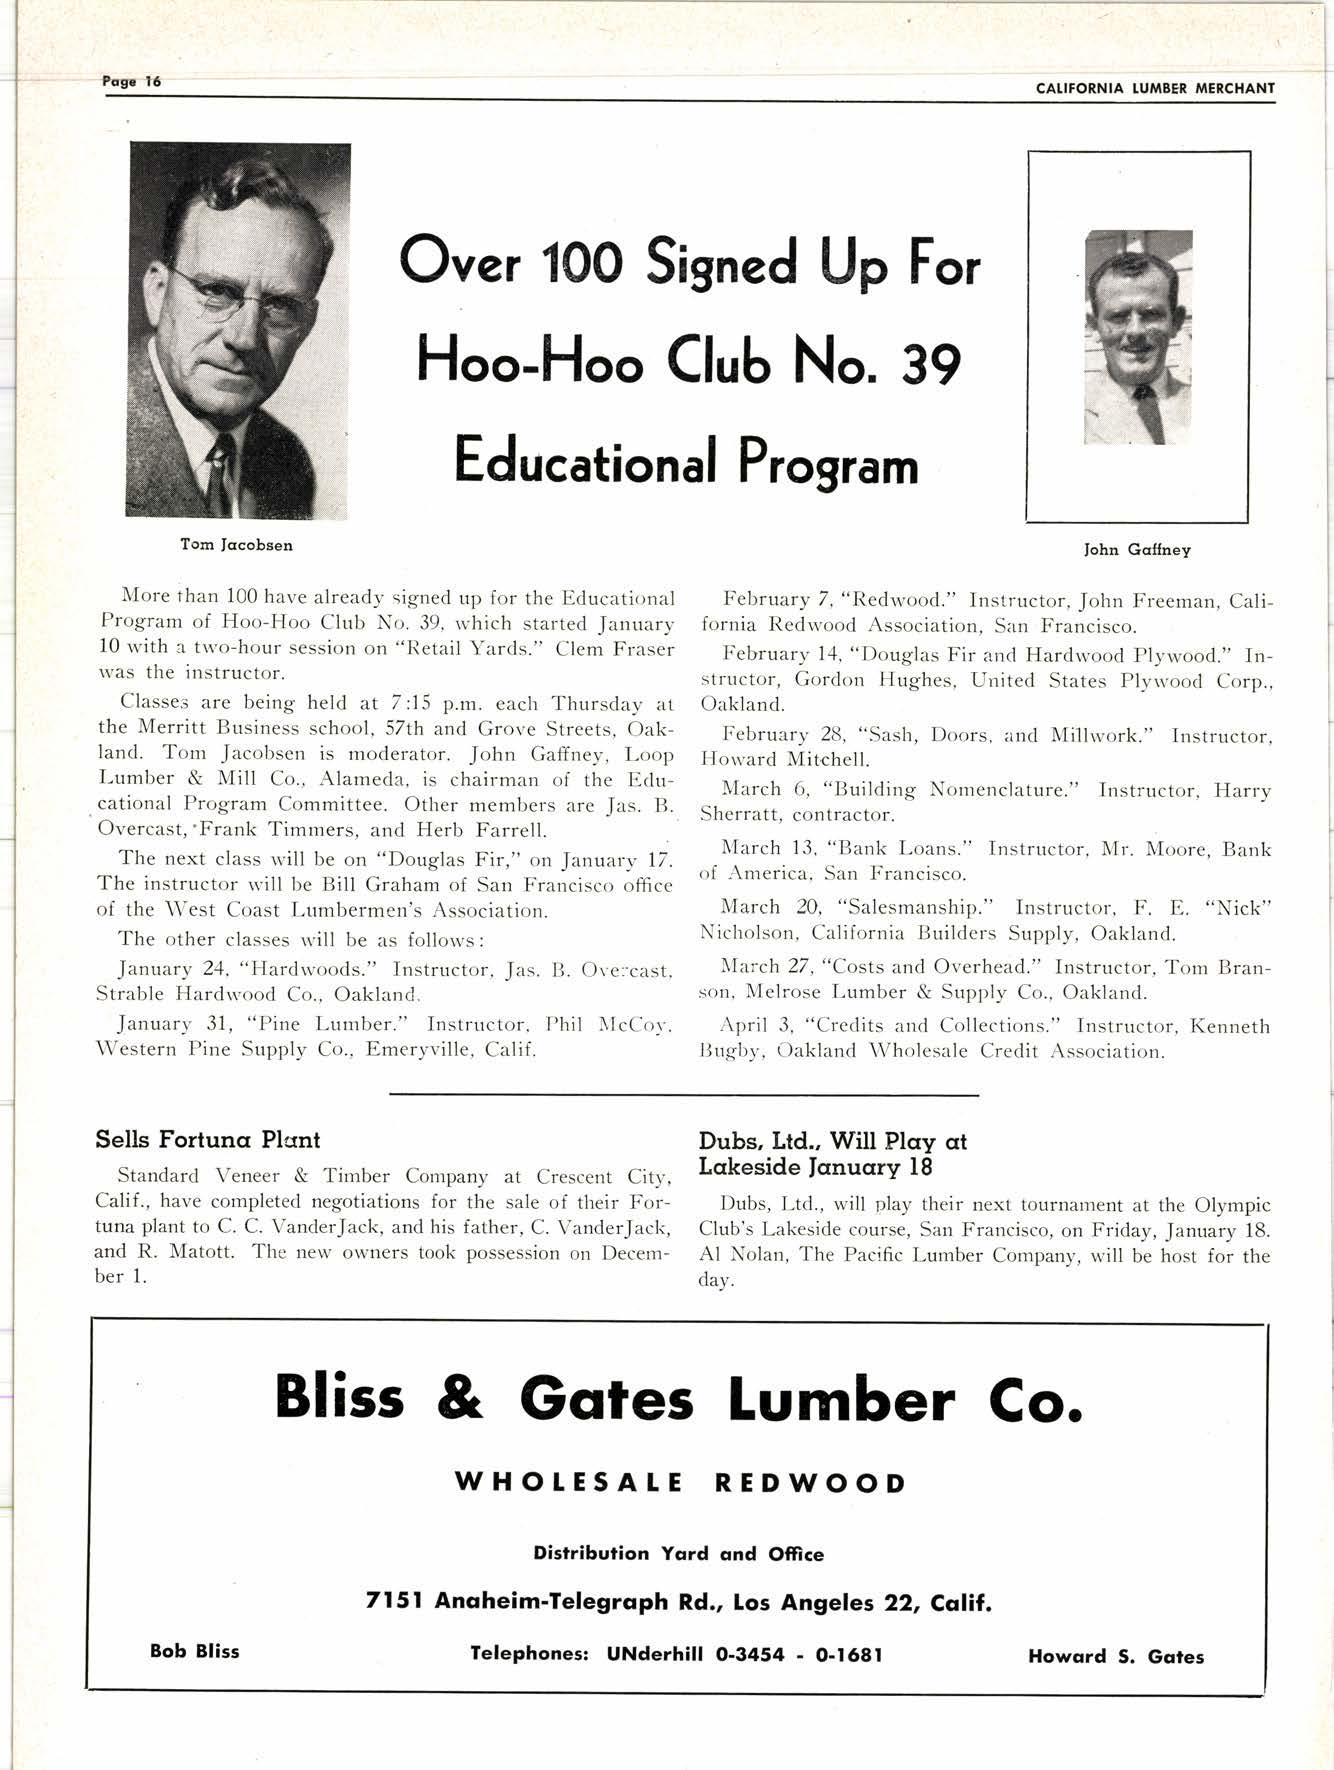 Page 16
CALIFORNIA LUMBER MERCHANT
Over 100 Signed Up For
Hoo-Hoo Club No. 39
Educational Program
Tom Jacobsen
John Gaffney
More than 100 have already signed up for the Educational
Program of Hoo-Hoo Club No. 39, which started January
10 with a two-hour session on "Retail Yards." Clem Fraser
was the instructor.
Classes are being held at 7:15 p.m. each Thursday at
the Merritt Business school, 57th and Grove Streets, Oak-
land. Tom Jacobsen is moderator. John Gaffney, Loop
Lumber & Mill Co., Alameda, is chairman of the Edu-
cational Program Committee. Other members are Jas. B.
Overcast, Frank Timmers, and Herb Farrell.
The next class will be on "Douglas Fir," on January 17.
The instructor will be Bill Graham of San Francisco office
of the West Coast Lumbermen's Association.
The other classes will be as follows:
January 24, "Hardwoods." Instructor, Jas. B. Overcast,
Strable Hardwood Co., Oakland.
January 31, "Pine Lumber." Instructor, Phil McCoy,
Western Pine Supply Co., Emeryville, Calif.
February 7, "Redwood." Instructor, John Freeman, Cali-
fornia Redwood Association, San Francisco.
February 14, "Douglas Fir and Hardwood Plywood." In-
structor, Gordon Hughes, United States Plywood Corp.,
Oakland.
February 28, "Sash, Doors, and Millwork." Instructor,
Howard Mitchell.
March 6, "Building Nomenclature." Instructor, Harry
Sherratt, contractor.
March 13, "Bank Loans." Instructor, Mr. Moore, Bank
of America, San Francisco.
March 20, "Salesmanship." Instructor, F. E. "Nick"
Nicholson, California Builders Supply, Oakland.
March 27, "Costs and Overhead." Instructor, Tom Bran-
son, Melrose Lumber & Supply Co., Oakland.
April 3, "Credits and Collections." Instructor, Kenneth
Bugby, Oakland Wholesale Credit Association.
Sells Fortuna Plant
Standard Veneer & Timber Company at Crescent City,
Calif., have completed negotiations for the sale of their For-
tuna plant to C. C. VanderJack, and his father, C. VanderJack,
and R. Matott. The new owners took possession on Decem-
ber 1.
Dubs, Ltd., Will Play at
Lakeside January 18
Dubs, Ltd., will play their next tournament at the Olympic
Club's Lakeside course, San Francisco, on Friday, January 18.
Al Nolan, The Pacific Lumber Company, will be host for the
day.
Bliss & Gates Lumber Co.
WHOLESALE REDWOOD
Distribution Yard and Office
7151 Anaheim-Telegraph Rd., Los Angeles 22, Calif.
Bob Bliss
Telephones: UNderhill 0-3454 - 0-1681
Howard S. Gates